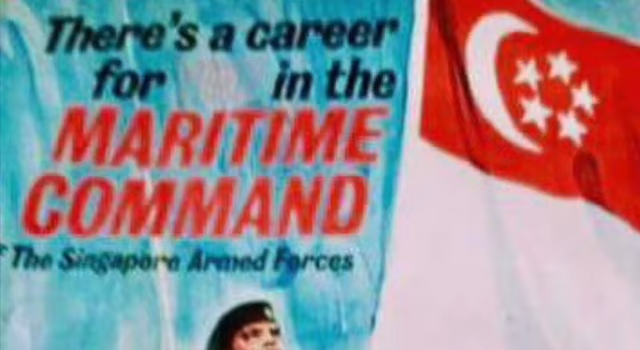 There's a career
for in the
MARITIME
COMMAND
The Singapore Armed Forces